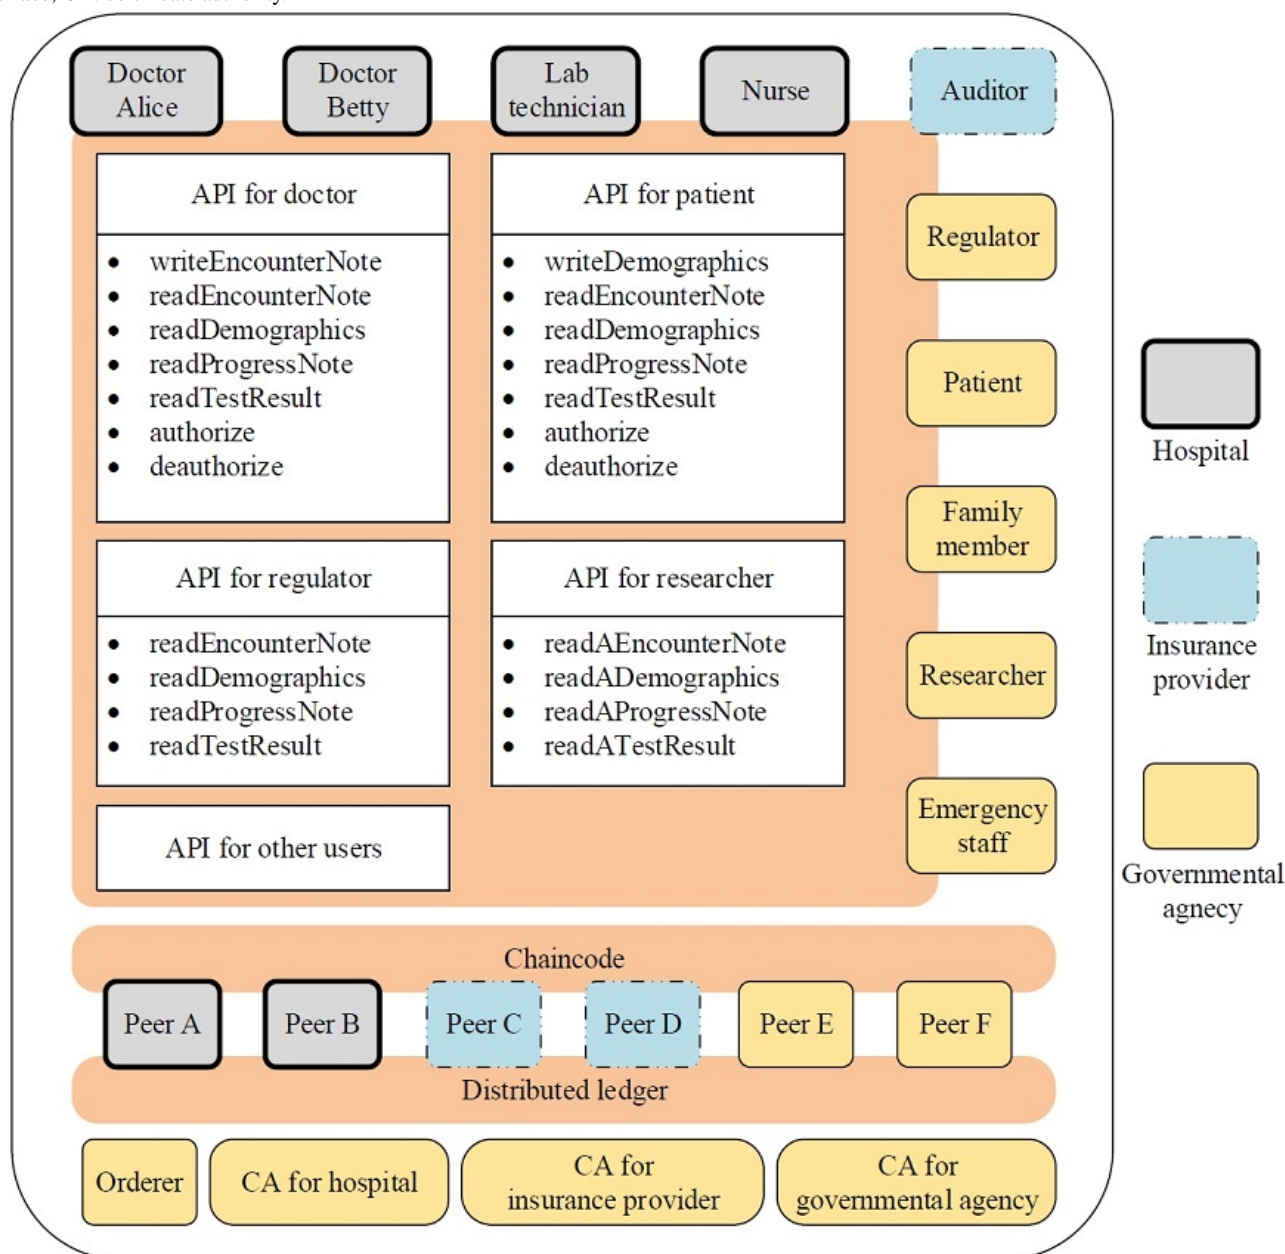 Doctor
Alice
Doctor
Betty
Lab
technician
Nurse
Auditor
API for doctor
• writeEncounterNote
• readEncounterNote
• readDemographics
• readProgressNote
• readTestResult
• authorize
• deauthorize
API for patient
• writeDemographics
• readEncounterNote
• readDemographics
• readProgressNote
• readTestResult
• authorize
• deauthorize
API for regulator
• readEncounterNote
• readDemographics
• readProgressNote
• readTestResult
API for researcher
• readAEncounterNote
• readADemographics
• readAProgressNote
• readATestResult
API for other users
Regulator
Patient
Family
member
Researcher
Emergency
staff
Chaincode
Peer A
Peer B
Peer C
Peer D
Peer E
Peer F
Distributed ledger
Orderer
CA for hospital
CA for
insurance provider
CA for
governmental agency
Hospital
Insurance
provider
Governmental
agnecy